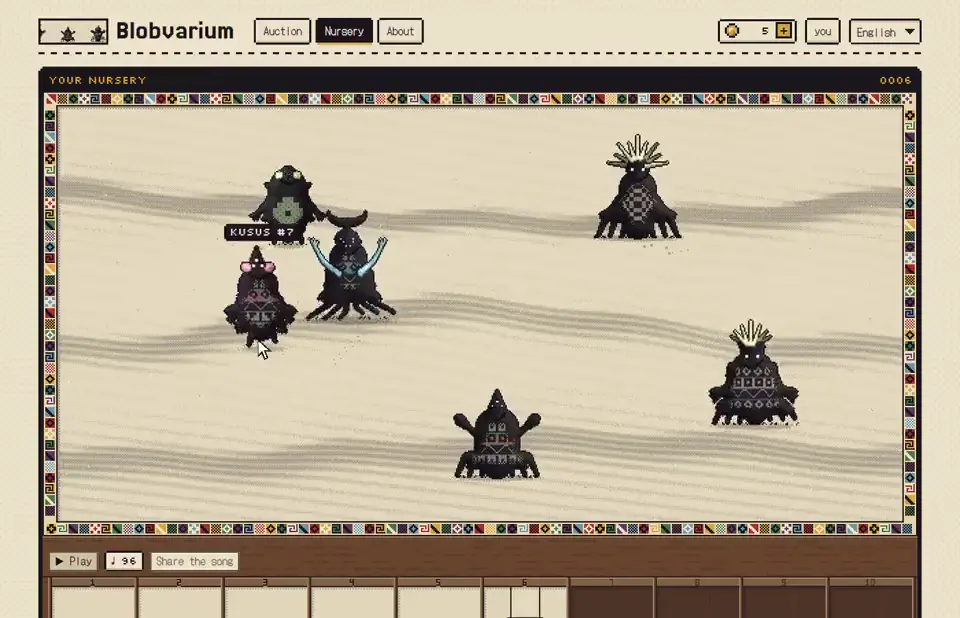 Blobvarium
Auction
Nursery
About
5
+
you
English
YOUR NURSERY
0006
KUSUS #7
Play
♩ 96
Share the song
1 2 3 4 5 6 7 8 9 10